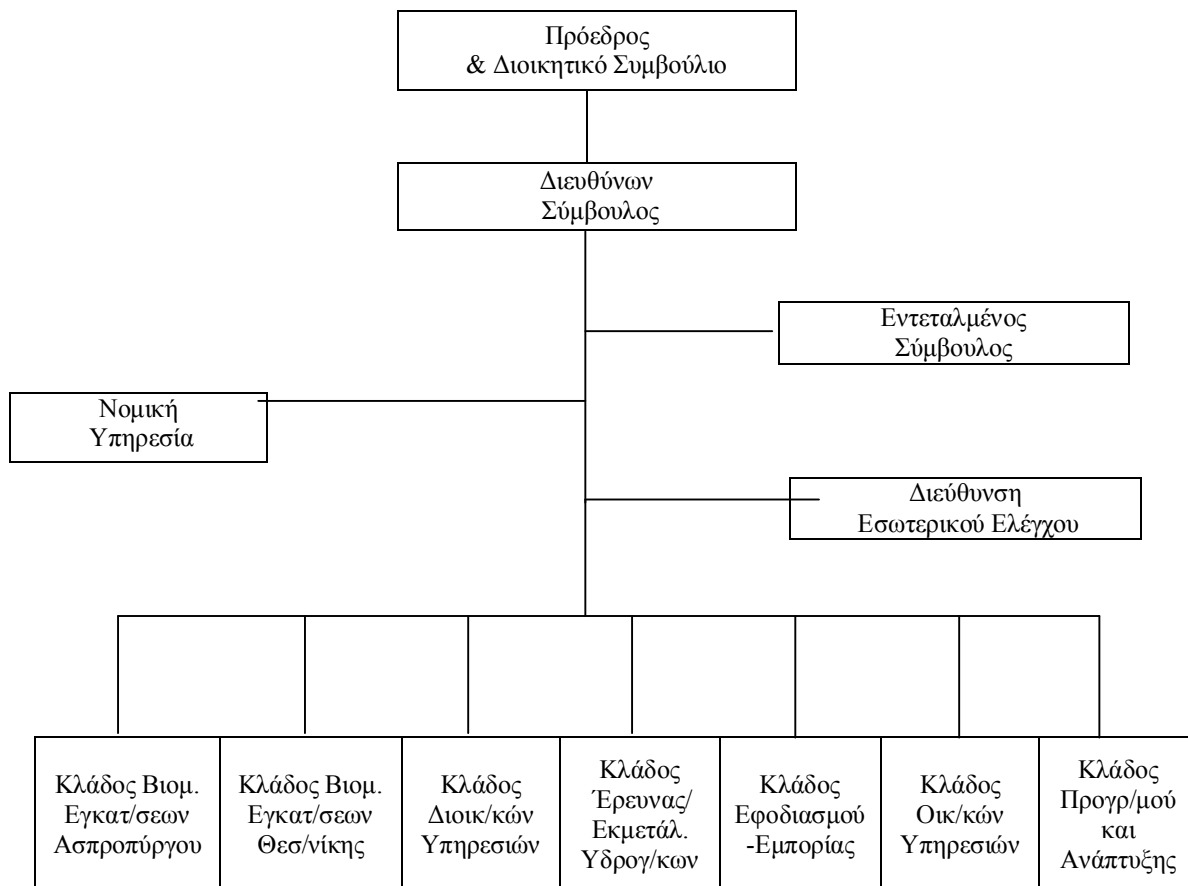 Πρόεδρος
& Διοικητικό Συμβούλιο
Διευθύνων
Σύμβουλος
Εντεταλμένος
Σύμβουλος
Νομική
Υπηρεσία
Διεύθυνση
Εσωτερικού Ελέγχου
Κλάδος Βιομ.
Εγκατ/σεων
Ασπροπύργου
Κλάδος Βιομ.
Εγκατ/σεων
Θεσ/νίκης
Κλάδος
Διοικ/κών
Υπηρεσιών
Κλάδος
Έρευνας/
Εκμετάλ.
Υδρογ/κων
Κλάδος
Εφοδιασμού
-Εμπορίας
Κλάδος
Οικ/κών
Υπηρεσιών
Κλάδος
Προγρ/μού
και
Ανάπτυξης